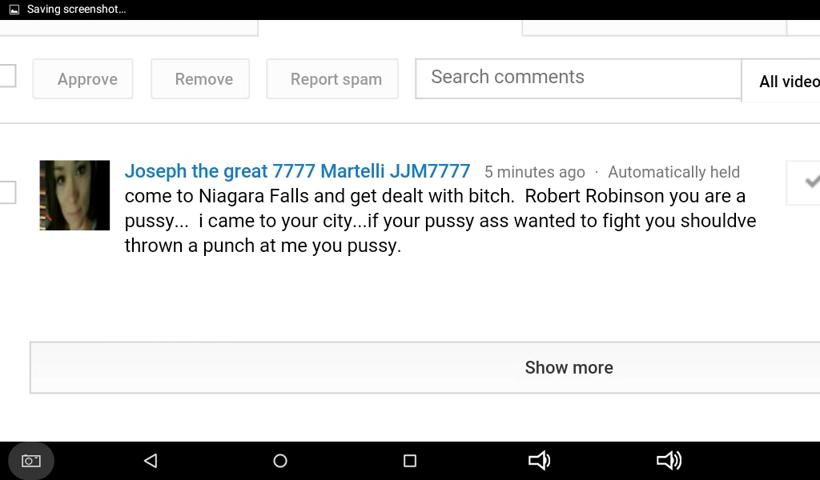 Saving screenshot...
Approve Remove Report spam Search comments All video
Joseph the great 7777 Martelli JJM7777 5 minutes ago · Automatically held
come to Niagara Falls and get dealt with bitch. Robert Robinson you are a
pussy... i came to your city...if your pussy ass wanted to fight you shouldve
thrown a punch at me you pussy.
Show more